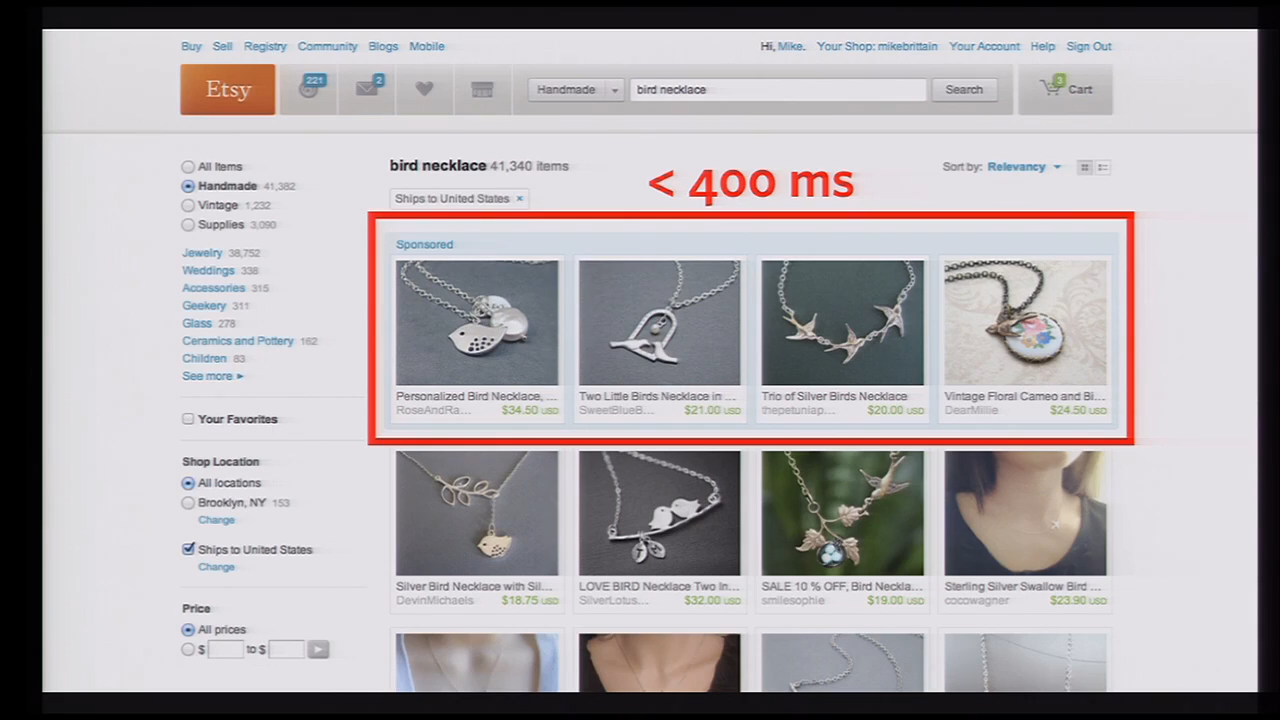 Buy Sell Registry Community Blogs Mobile
Hi, Mike. Your Shop: mikebrittain Your Account Help Sign Out
Etsy
221
2
Handmade
bird necklace
Search
3
Cart
All Items
Handmade 41,382
Vintage 1,232
Supplies 3,090
Jewelry 38,752
Weddings 338
Accessories 315
Geekery 311
Glass 278
Ceramics and Pottery 162
Children 83
See more ►
Your Favorites
Shop Location
All locations
Brooklyn, NY 153
Change
Ships to United States
Change
Price
All prices
$ to $
bird necklace 41,340 items
Sort by: Relevancy
Ships to United States ×
< 400 ms
Sponsored
Personalized Bird Necklace, ...
RoseAndRa... $34.50 USD
Two Little Birds Necklace in ...
SweetBlueB... $21.00 USD
Trio of Silver Birds Necklace
thepetuniap... $20.00 USD
Vintage Floral Cameo and Bi...
DearMillie $24.50 USD
Silver Bird Necklace with Sil...
DevinMichaels $18.75 USD
LOVE BIRD Necklace Two In...
SilverLotus... $32.00 USD
SALE 10 % OFF, Bird Neckla...
smilesophie $19.00 USD
Sterling Silver Swallow Bird ...
cocowagner $23.90 USD